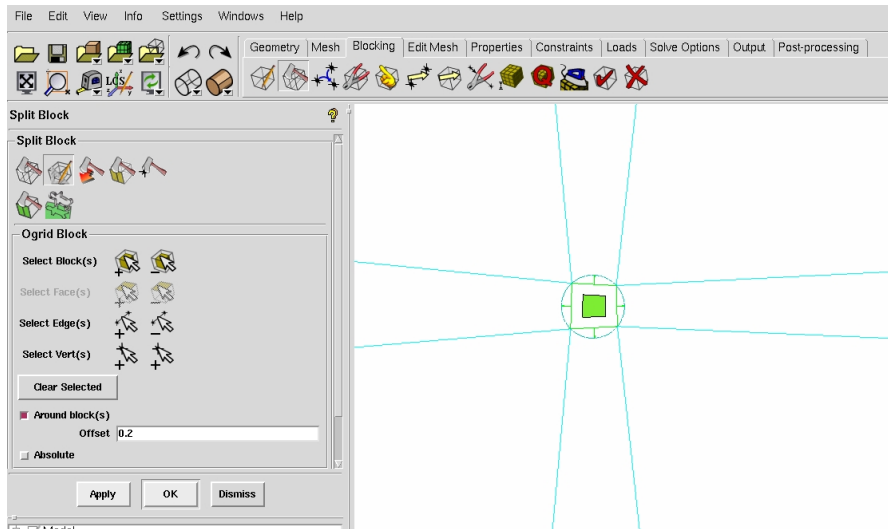 File Edit View Info Settings Windows Help
Geometry Mesh Blocking Edit Mesh Properties Constraints Loads Solve Options Output Post-processing
LCS
Split Block
Split Block
Ogrid Block
Select Block(s)
Select Face(s)
Select Edge(s)
Select Vert(s)
Clear Selected
Around block(s)
Offset 0.2
Absolute
Apply OK Dismiss
Model